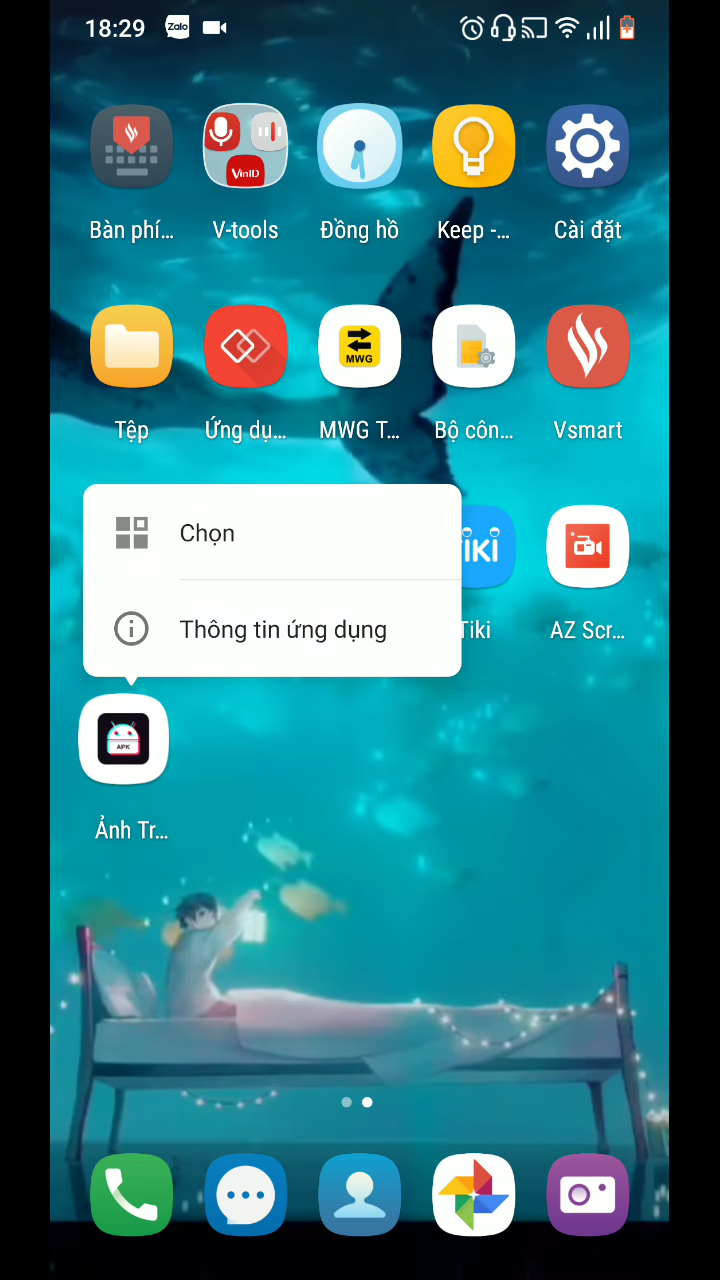 18:29 Zalo
VinID
Bàn phí... V-tools Đồng hồ Keep -... Cài đặt
MWG
Tệp Ứng dụ... MWG T... Bộ côn... Vsmart
Chọn
IKI
Thông tin ứng dụng
Tiki AZ Scr...
APK
Ảnh Tr...